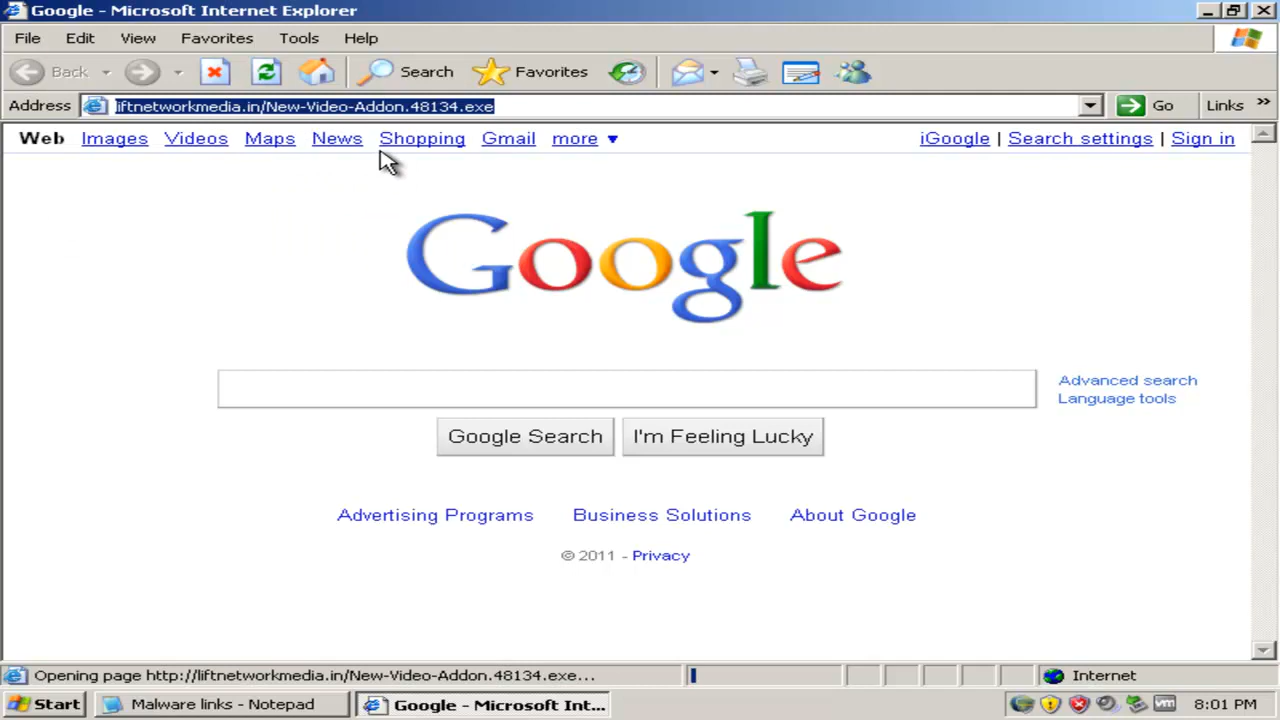 Google - Microsoft Internet Explorer
File Edit View Favorites Tools Help
Back Search Favorites
Address liftnetworkmedia.in/New-Video-Addon.48134.exe Go Links »
Web Images Videos Maps News Shopping Gmail more ▼ iGoogle | Search settings | Sign in
Google
Advanced search
Language tools
Google Search I'm Feeling Lucky
Advertising Programs Business Solutions About Google
© 2011 - Privacy
Opening page http://liftnetworkmedia.in/New-Video-Addon.48134.exe... Internet
Start Malware links - Notepad Google - Microsoft Int... vm 8:01 PM